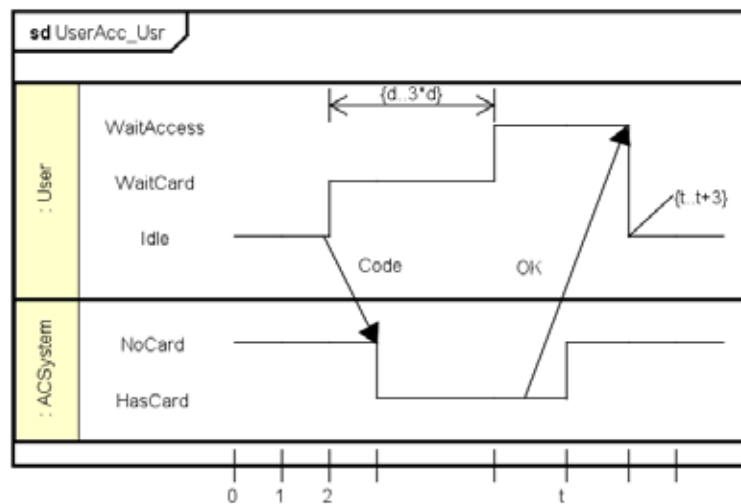 sd UserAcc_Usr
{d..3*d}
WaitAccess
WaitCard
{t..t+3}
Idle
: User
Code
OK
NoCard
HasCard
: ACSystem
0 1 2 t